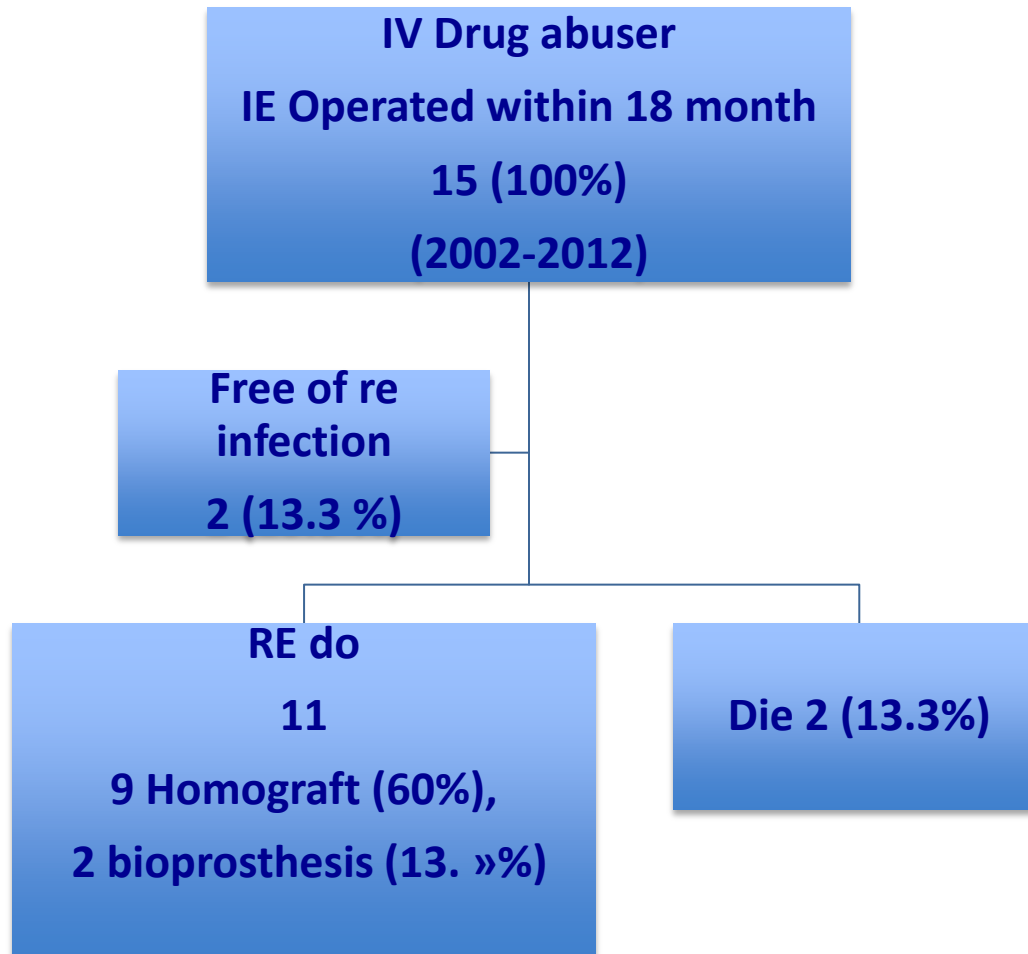 IV Drug abuser
IE Operated within 18 month
15 (100%)
(2002-2012)
Free of re
infection
2 (13.3 %)
RE do
11
9 Homograft (60%),
2 bioprosthesis (13. »%)
Die 2 (13.3%)